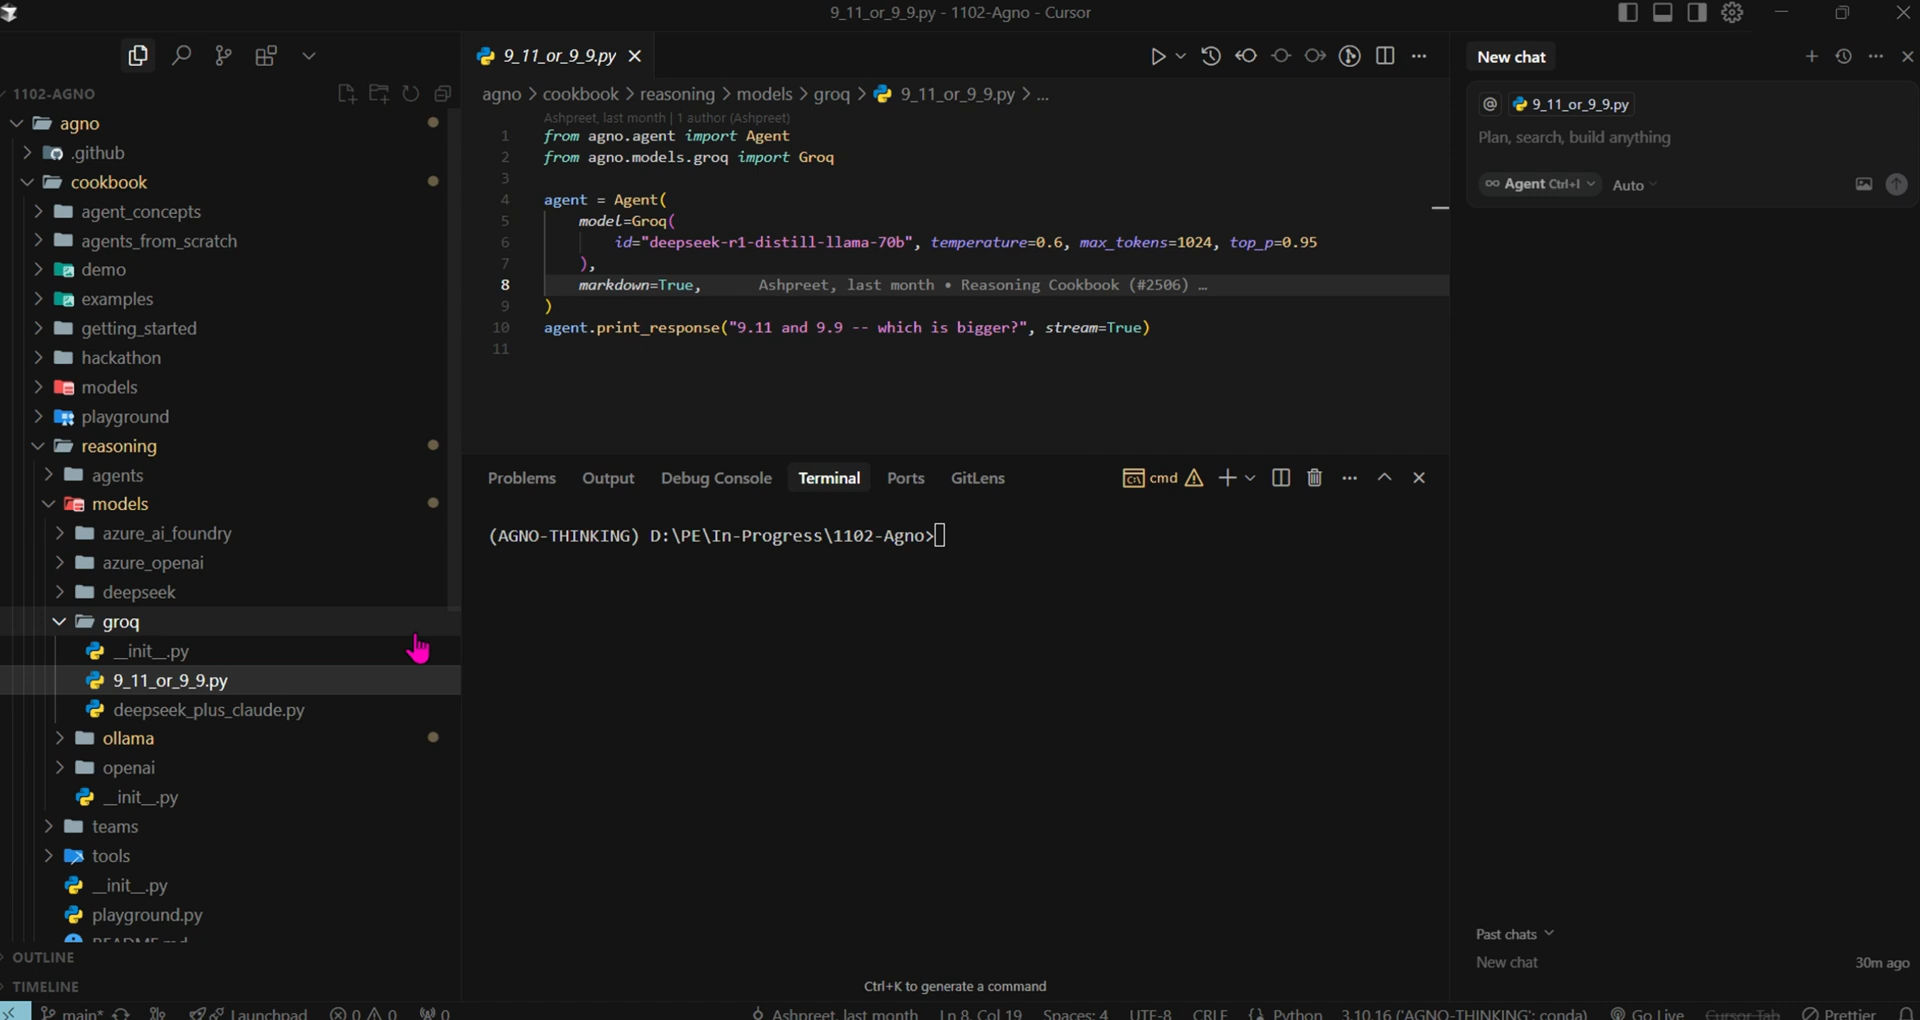 9_11_or_9_9.py - 1102-Agno - Cursor
1102-AGNO
agno
.github
cookbook
agent_concepts
agents_from_scratch
demo
examples
getting_started
hackathon
models
playground
reasoning
agents
models
azure_ai_foundry
azure_openai
deepseek
groq
__init__.py
9_11_or_9_9.py
deepseek_plus_claude.py
ollama
openai
__init__.py
teams
tools
__init__.py
playground.py
README.md
OUTLINE
TIMELINE
9_11_or_9_9.py
agno > cookbook > reasoning > models > groq > 9_11_or_9_9.py > ...
Ashpreet, last month | 1 author (Ashpreet)
1 from agno.agent import Agent
2 from agno.models.groq import Groq
3
4 agent = Agent(
5 model=Groq(
6 id="deepseek-r1-distill-llama-70b", temperature=0.6, max_tokens=1024, top_p=0.95
7 ),
8 markdown=True, Ashpreet, last month • Reasoning Cookbook (#2506) …
9 )
10 agent.print_response("9.11 and 9.9 -- which is bigger?", stream=True)
11
Problems Output Debug Console Terminal Ports GitLens cmd
(AGNO-THINKING) D:\PE\In-Progress\1102-Agno>
Ctrl+K to generate a command
New chat
@ 9_11_or_9_9.py
Plan, search, build anything
Agent Ctrl+I Auto
Past chats
New chat 30m ago
main* Launchpad 0 0 0 Ashpreet, last month Ln 8, Col 19 Spaces: 4 UTF-8 CRLF Python 3.10.16 ('AGNO-THINKING': conda) Go Live Cursor Tab Prettier